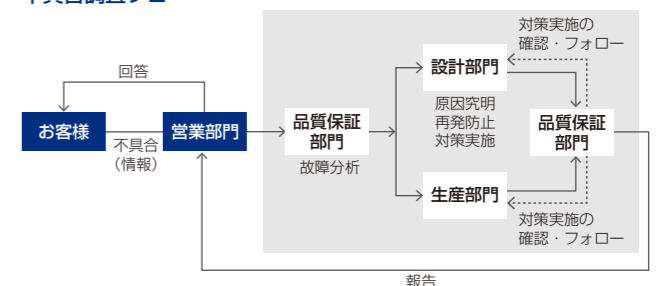 回答
お客様
不具合
（情報）
営業部門
品質保証
部門
故障分析
設計部門
原因究明
再発防止
対策実施
生産部門
対策実施の
確認・フォロー
品質保証
部門
対策実施の
確認・フォロー
報告